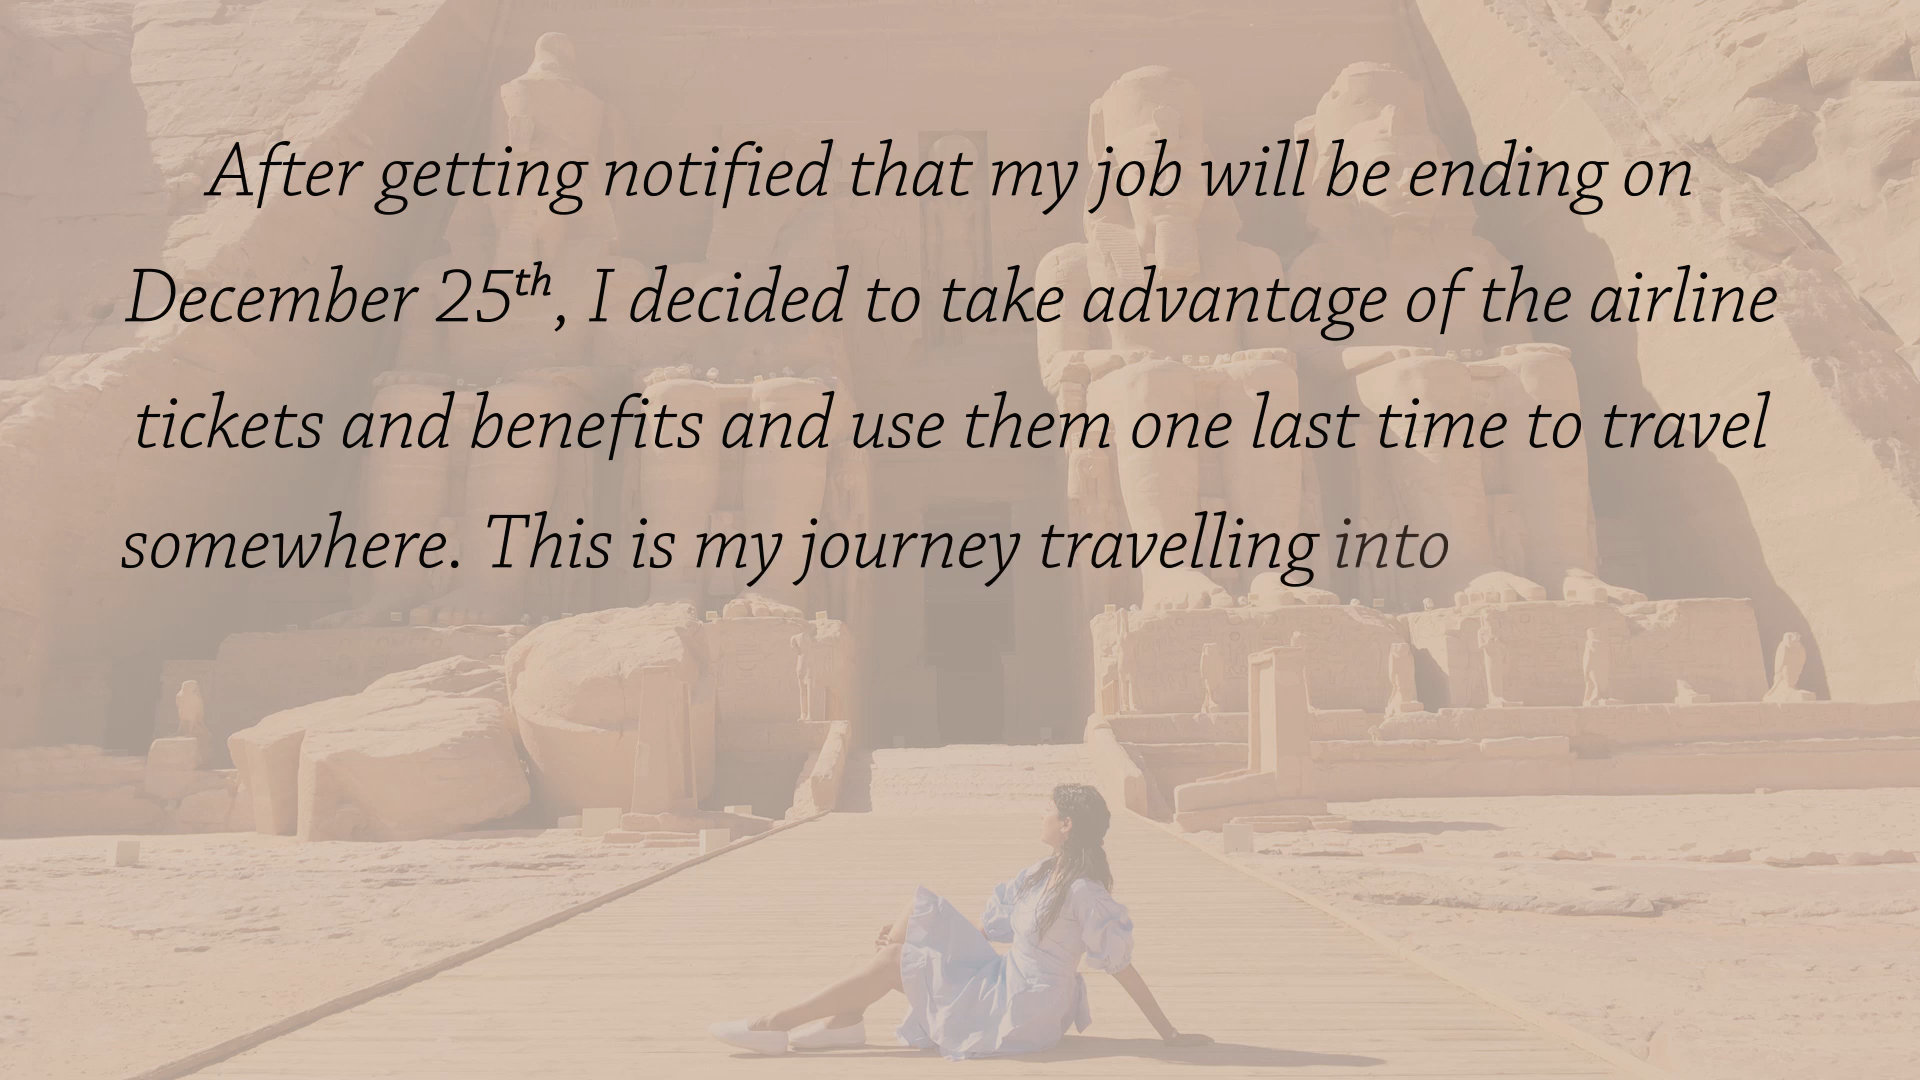 After getting notified that my job will be ending on
December 25th, I decided to take advantage of the airline
tickets and benefits and use them one last time to travel
somewhere. This is my journey travelling into